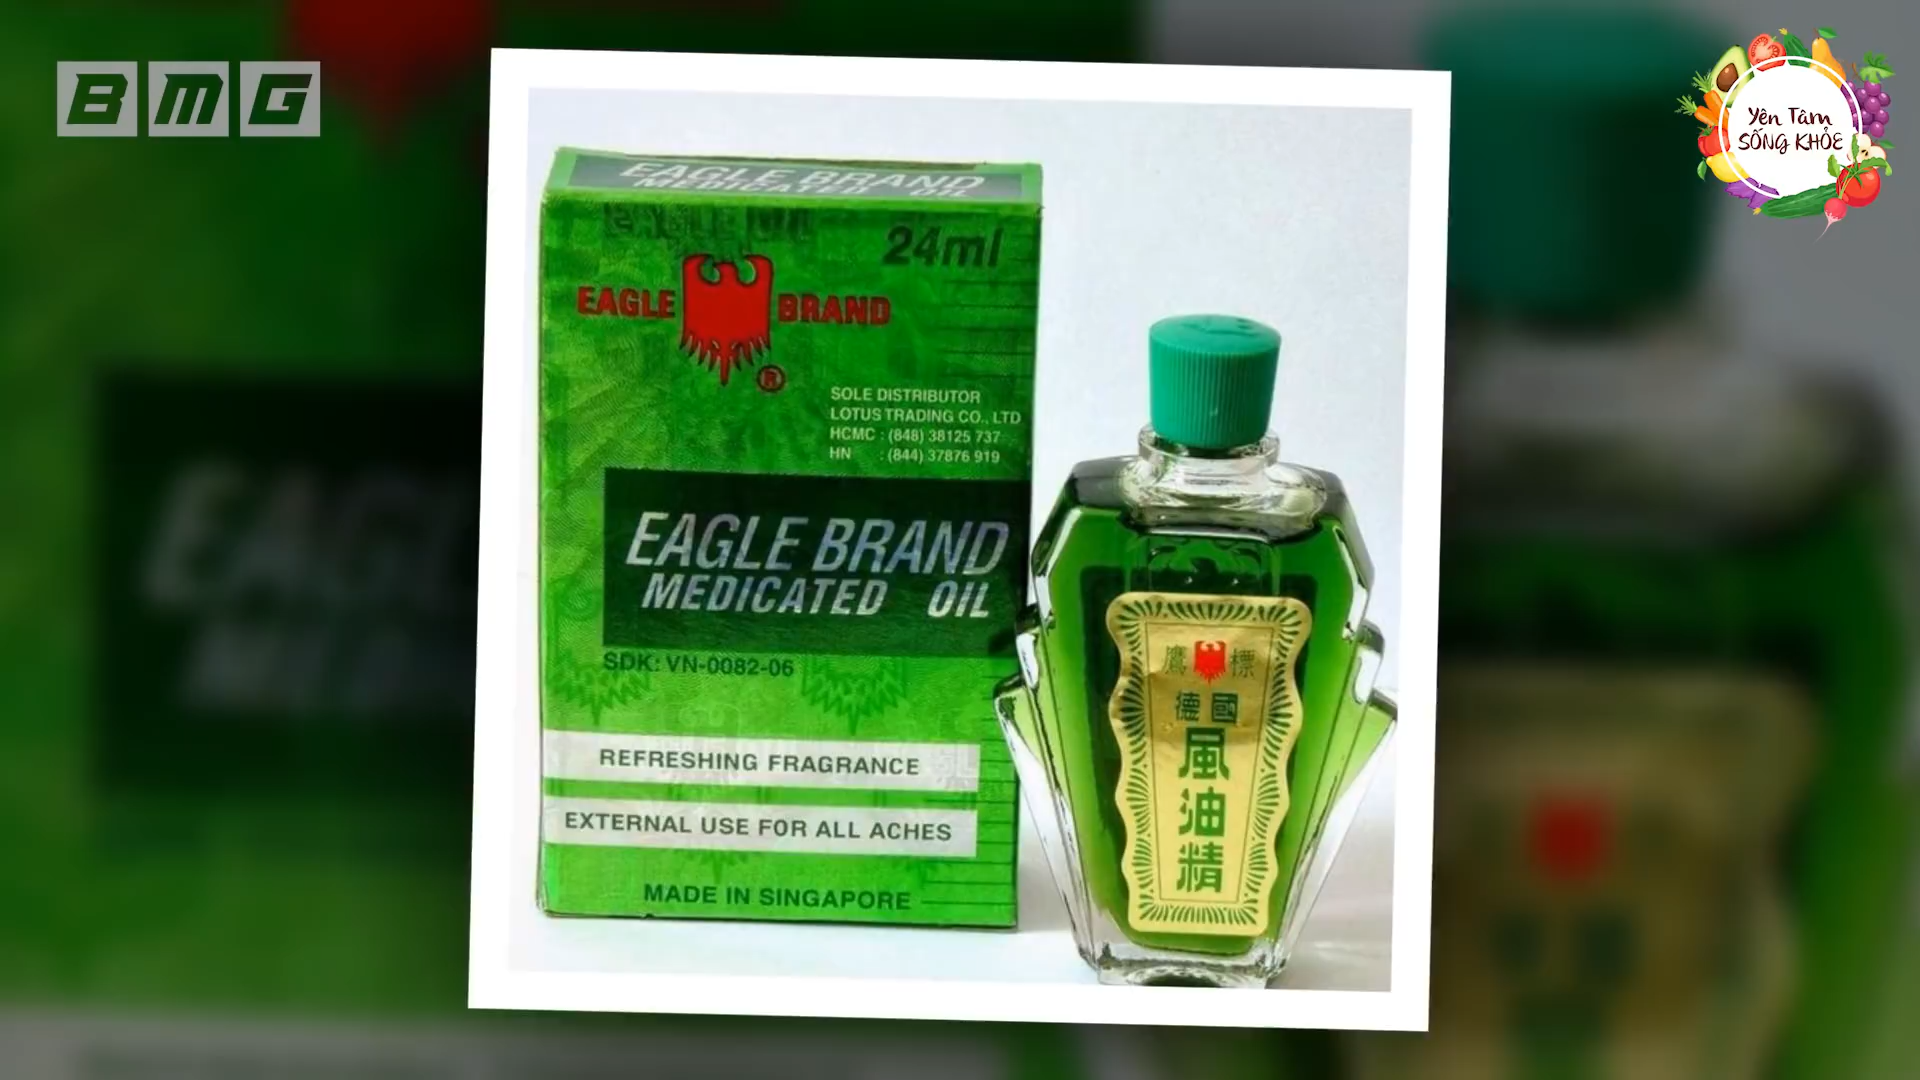 BMG
Yên Tâm
SỐNG KHỎE
EAGLE BRAND
MEDICATED OIL
EAGLE OIL
24ml
EAGLE BRAND
®
SOLE DISTRIBUTOR
LOTUS TRADING CO., LTD
HCMC : (848) 38125 737
HN : (844) 37876 919
EAGLE BRAND
MEDICATED OIL
SDK: VN-0082-06
REFRESHING FRAGRANCE
EXTERNAL USE FOR ALL ACHES
MADE IN SINGAPORE
鷹標
德國
風
油
精